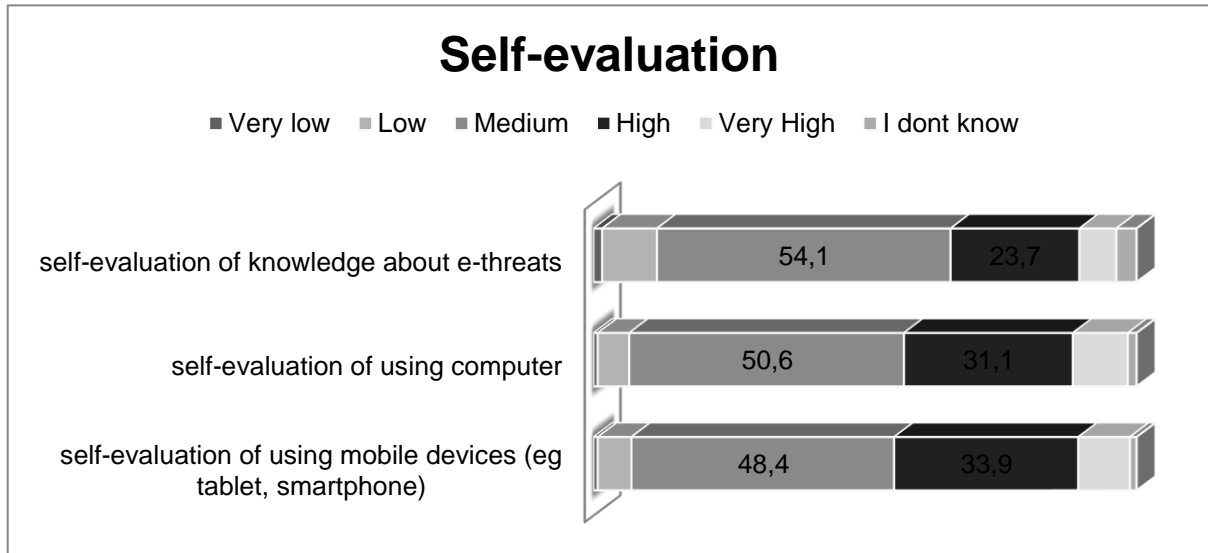 Self-evaluation
Very low Low Medium High Very High I dont know
self-evaluation of knowledge about e-threats
54,1 23,7
self-evaluation of using computer
50,6 31,1
self-evaluation of using mobile devices (eg
tablet, smartphone)
48,4 33,9